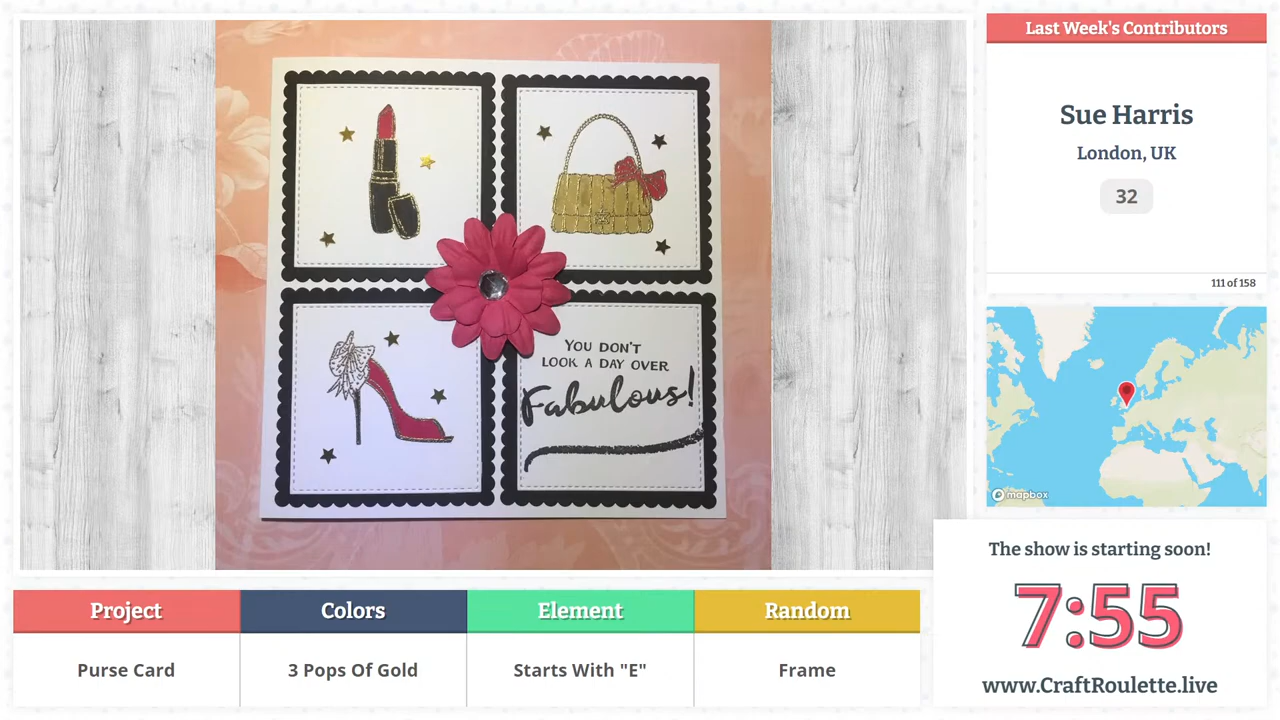 Last Week's Contributors
Sue Harris
London, UK
32
111 of 158
YOU DON'T
LOOK A DAY OVER
Fabulous!
mapbox
The show is starting soon!
7:55
www.CraftRoulette.live
Project
Colors
Element
Random
Purse Card
3 Pops Of Gold
Starts With "E"
Frame